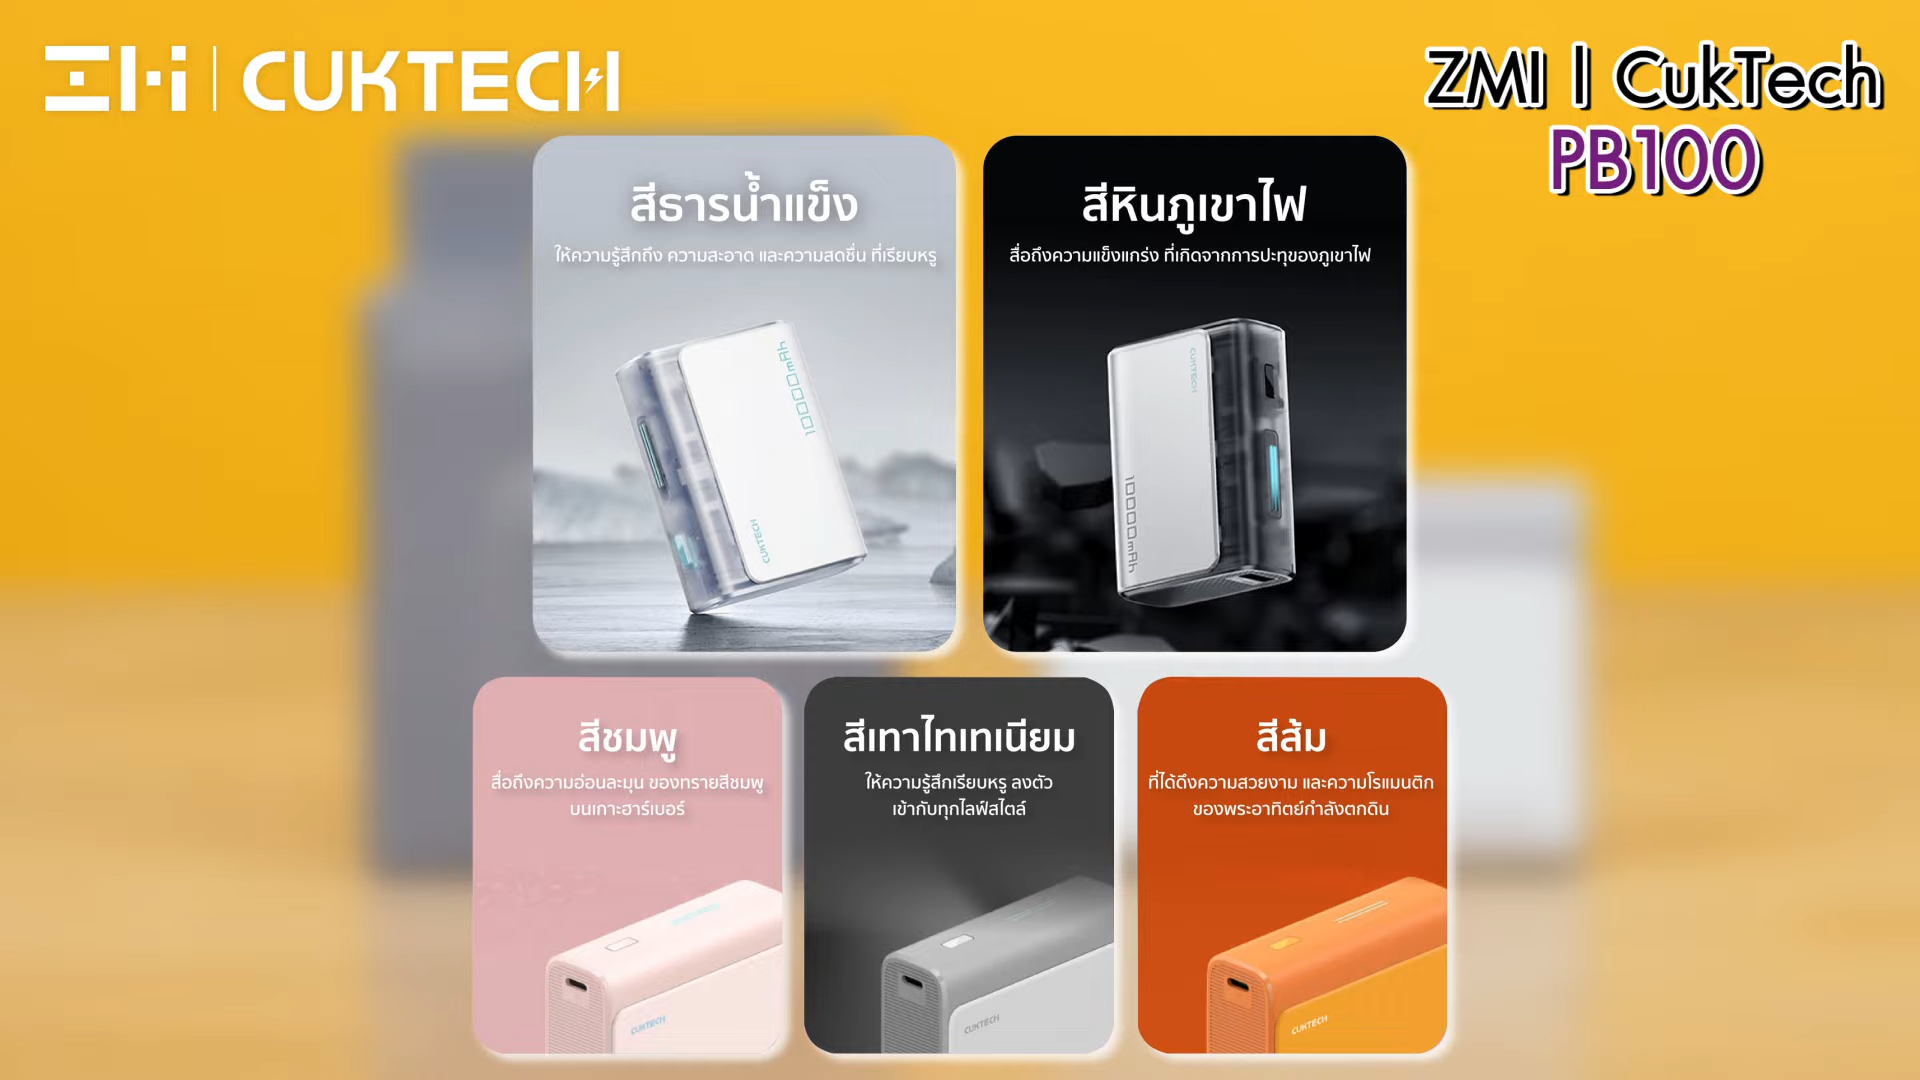 ZMI | CUKTECH
ZMI | CukTech
PB100
สีธารน้ำแข็ง
ให้ความรู้สึกถึง ความสะอาด และความสดชื่น ที่เรียบหรู
10000mAh
CUKTECH
สีหินภูเขาไฟ
สื่อถึงความแข็งแกร่ง ที่เกิดจากการปะทุของภูเขาไฟ
CUKTECH
10000mAh
สีชมพู
สื่อถึงความอ่อนละมุน ของทรายสีชมพู
บนเกาะฮาร์เบอร์
CUKTECH
สีเทาไทเทเนียม
ให้ความรู้สึกเรียบหรู ลงตัว
เข้ากับทุกไลฟ์สไตล์
CUKTECH
สีส้ม
ที่ได้ดึงความสวยงาม และความโรแมนติก
ของพระอาทิตย์กำลังตกดิน
CUKTECH